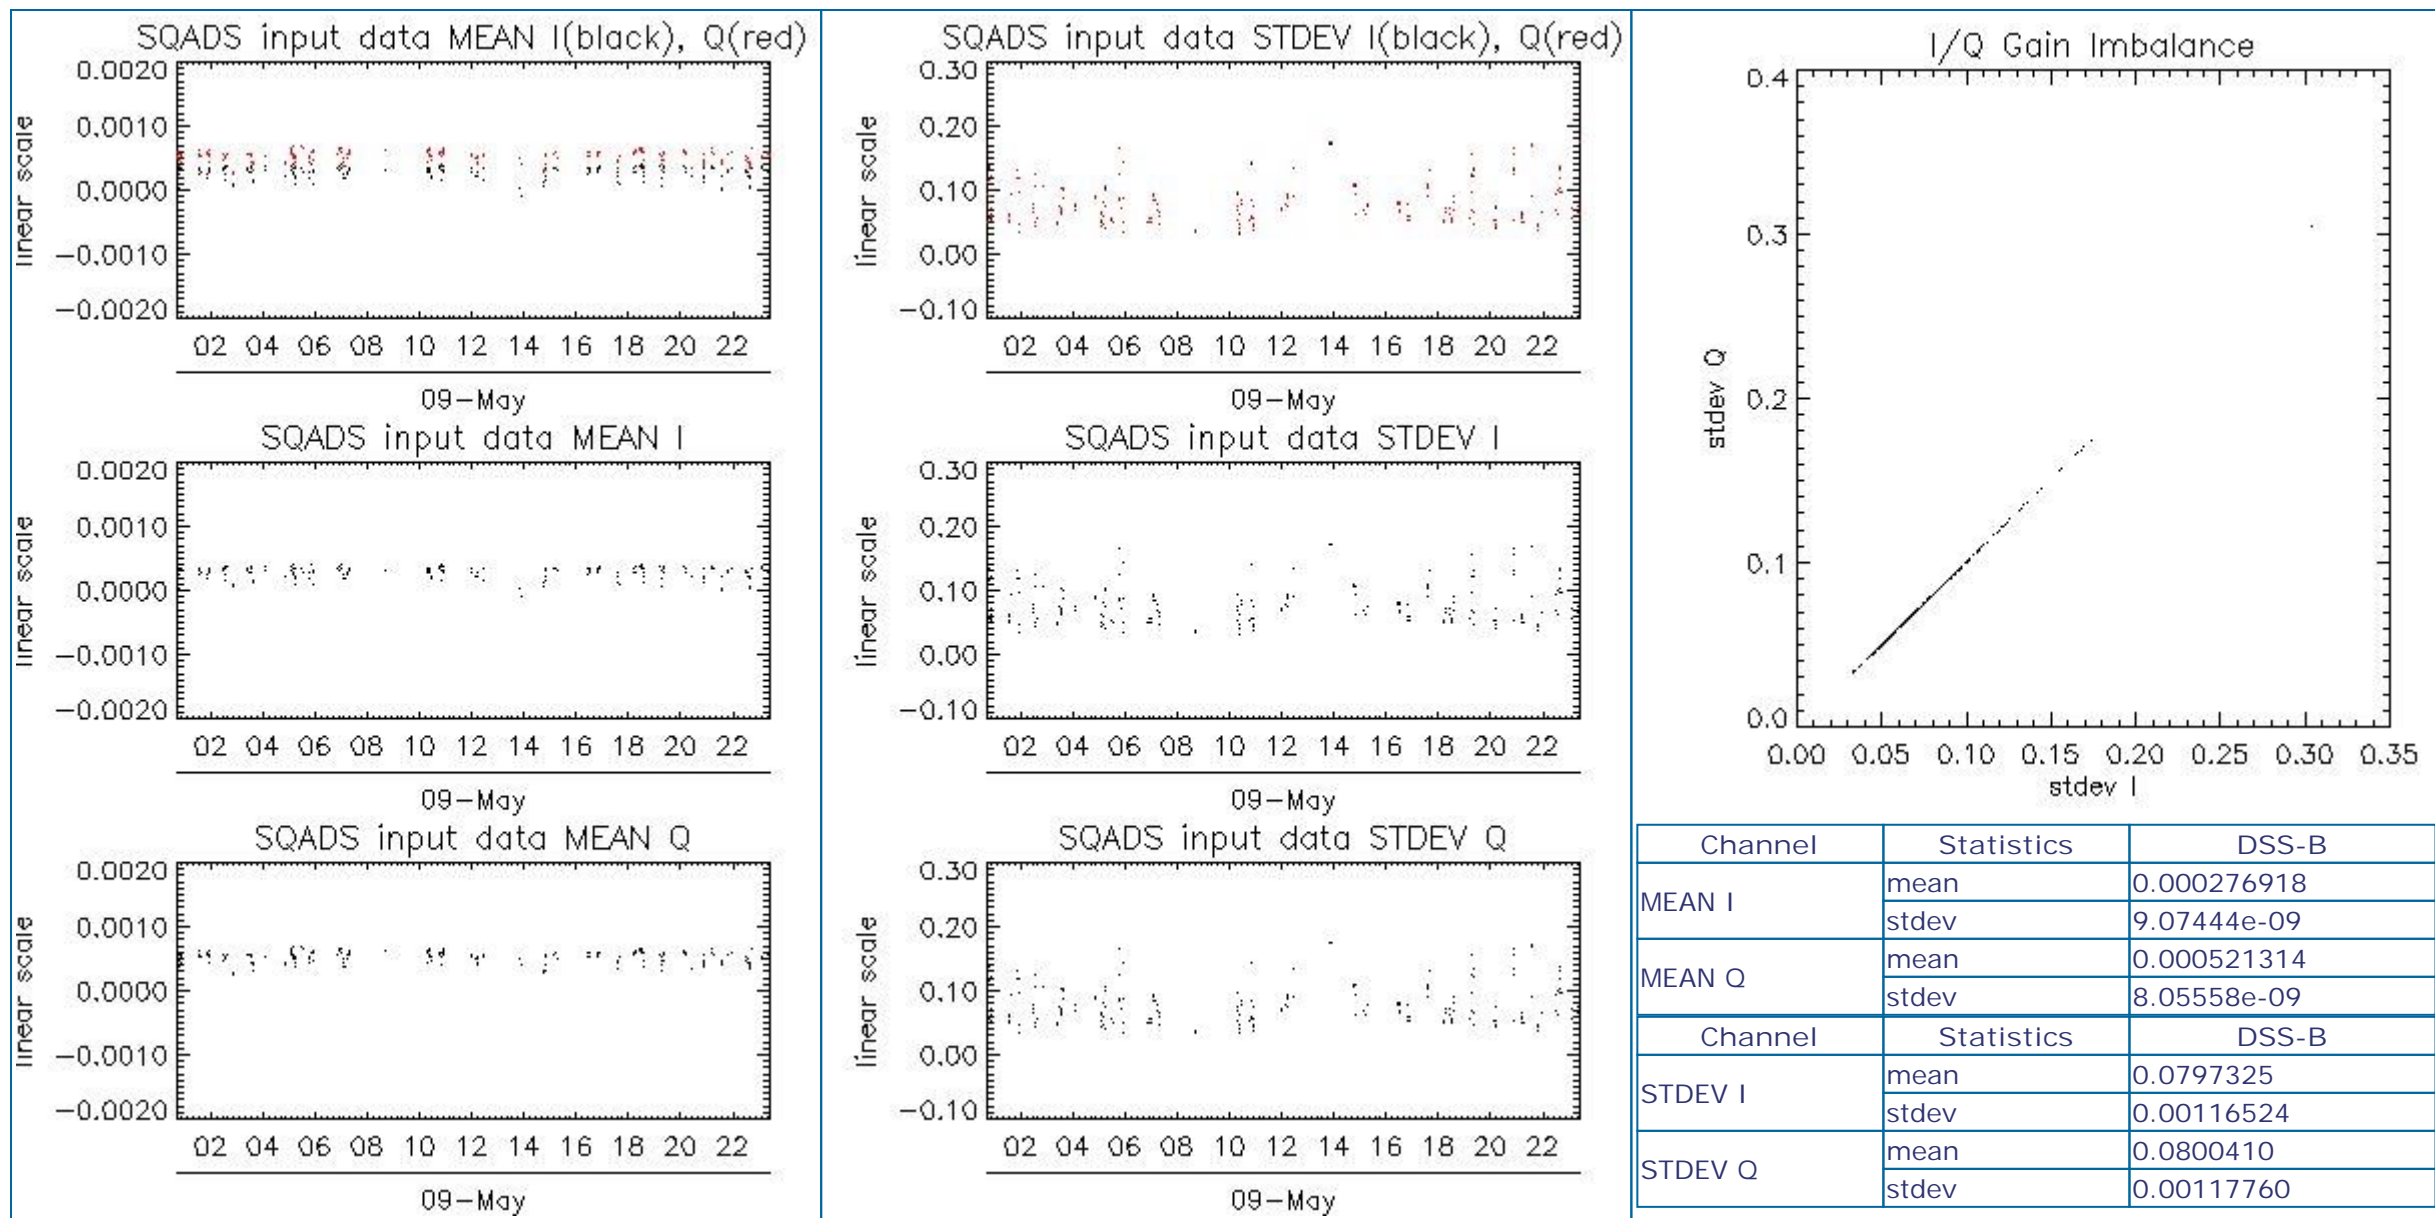 SQADS input data MEAN I(black), Q(red)
linear scale
0.0020
0.0010
0.0000
−0.0010
−0.0020
02 04 06 08 10 12 14 16 18 20 22
09−May
SQADS input data MEAN I
linear scale
0.0020
0.0010
0.0000
−0.0010
−0.0020
02 04 06 08 10 12 14 16 18 20 22
09−May
SQADS input data MEAN Q
linear scale
0.0020
0.0010
0.0000
−0.0010
−0.0020
02 04 06 08 10 12 14 16 18 20 22
09−May
SQADS input data STDEV I(black), Q(red)
linear scale
0.30
0.20
0.10
0.00
−0.10
02 04 06 08 10 12 14 16 18 20 22
09−May
SQADS input data STDEV I
linear scale
0.30
0.20
0.10
0.00
−0.10
02 04 06 08 10 12 14 16 18 20 22
09−May
SQADS input data STDEV Q
linear scale
0.30
0.20
0.10
0.00
−0.10
02 04 06 08 10 12 14 16 18 20 22
09−May
I/Q Gain Imbalance
stdev Q
0.4
0.3
0.2
0.1
0.0
0.00 0.05 0.10 0.15 0.20 0.25 0.30 0.35
stdev I
Channel Statistics DSS-B
MEAN I mean 0.000276918
stdev 9.07444e-09
MEAN Q mean 0.000521314
stdev 8.05558e-09
Channel Statistics DSS-B
STDEV I mean 0.0797325
stdev 0.00116524
STDEV Q mean 0.0800410
stdev 0.00117760